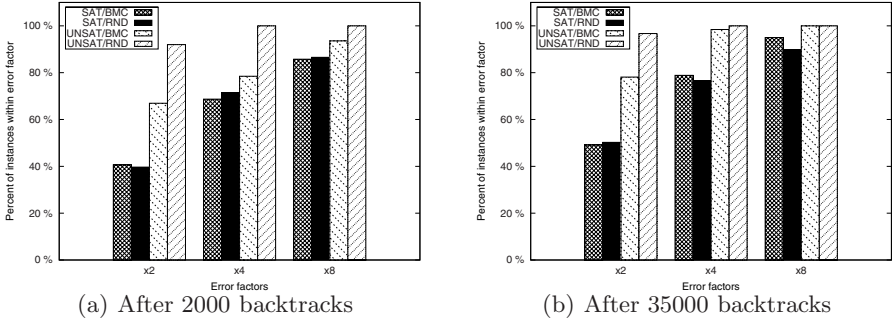 SAT/BMC
SAT/RND
UNSAT/BMC
UNSAT/RND
100 %
80 %
60 %
40 %
20 %
0 %
Percent of instances within error factor
x2 x4 x8
Error factors
(a) After 2000 backtracks
SAT/BMC
SAT/RND
UNSAT/BMC
UNSAT/RND
100 %
80 %
60 %
40 %
20 %
0 %
Percent of instances within error factor
x2 x4 x8
Error factors
(b) After 35000 backtracks